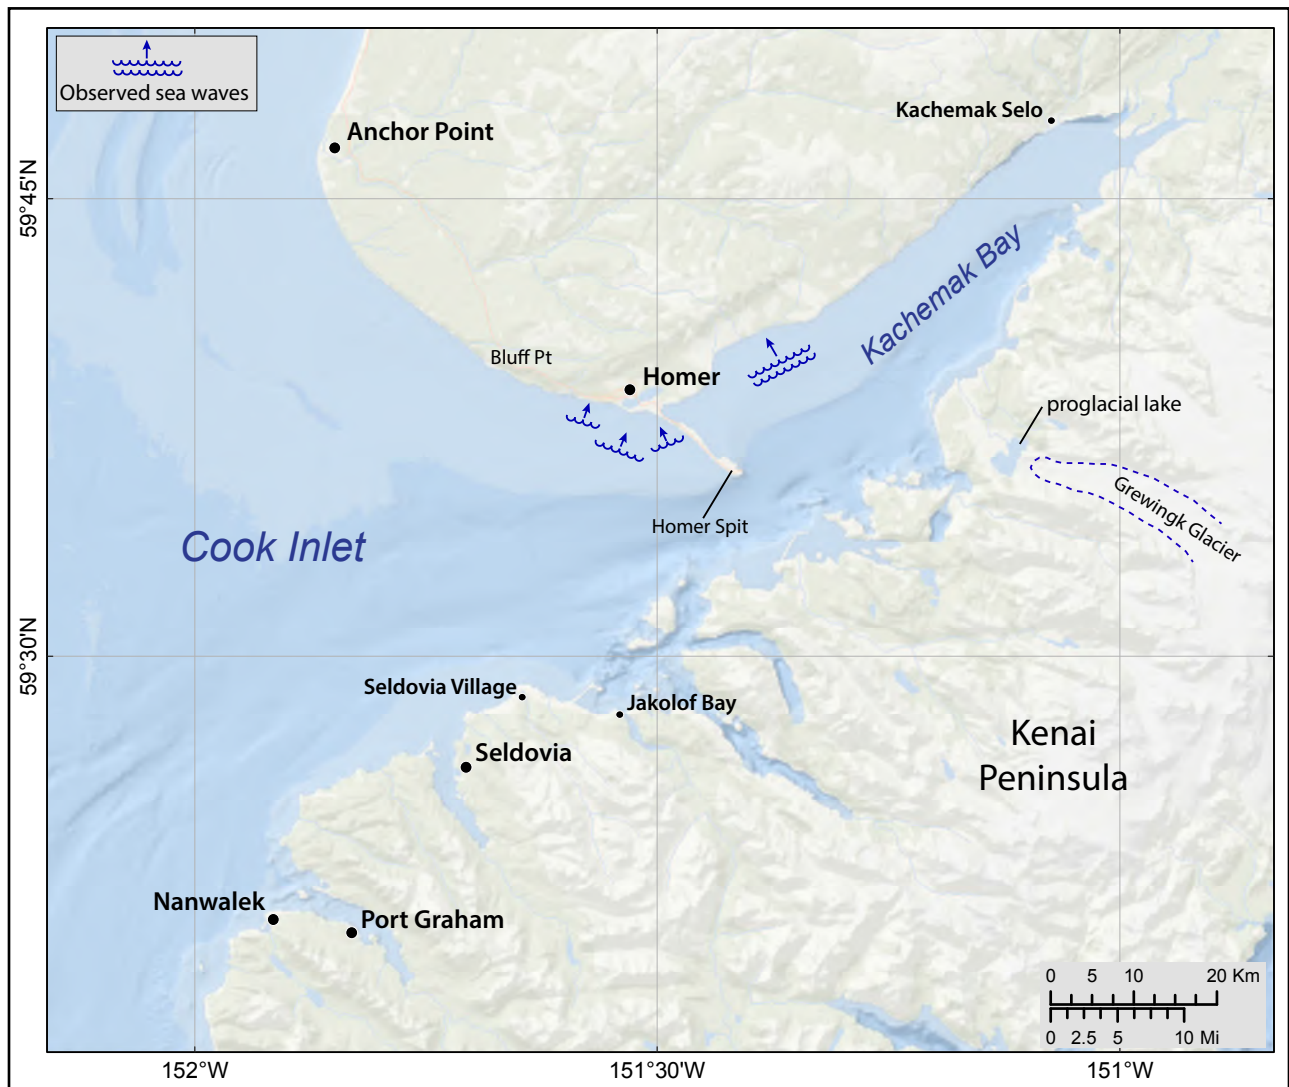 Observed sea waves
Anchor Point
Kachemak Selo
59°45'N
Kachemak Bay
Bluff Pt
Homer
proglacial lake
Grewingk Glacier
Homer Spit
Cook Inlet
59°30'N
Seldovia Village
Jakolof Bay
Seldovia
Kenai
Peninsula
Nanwalek
Port Graham
0 5 10 20 Km
0 2.5 5 10 Mi
152°W 151°30'W 151°W